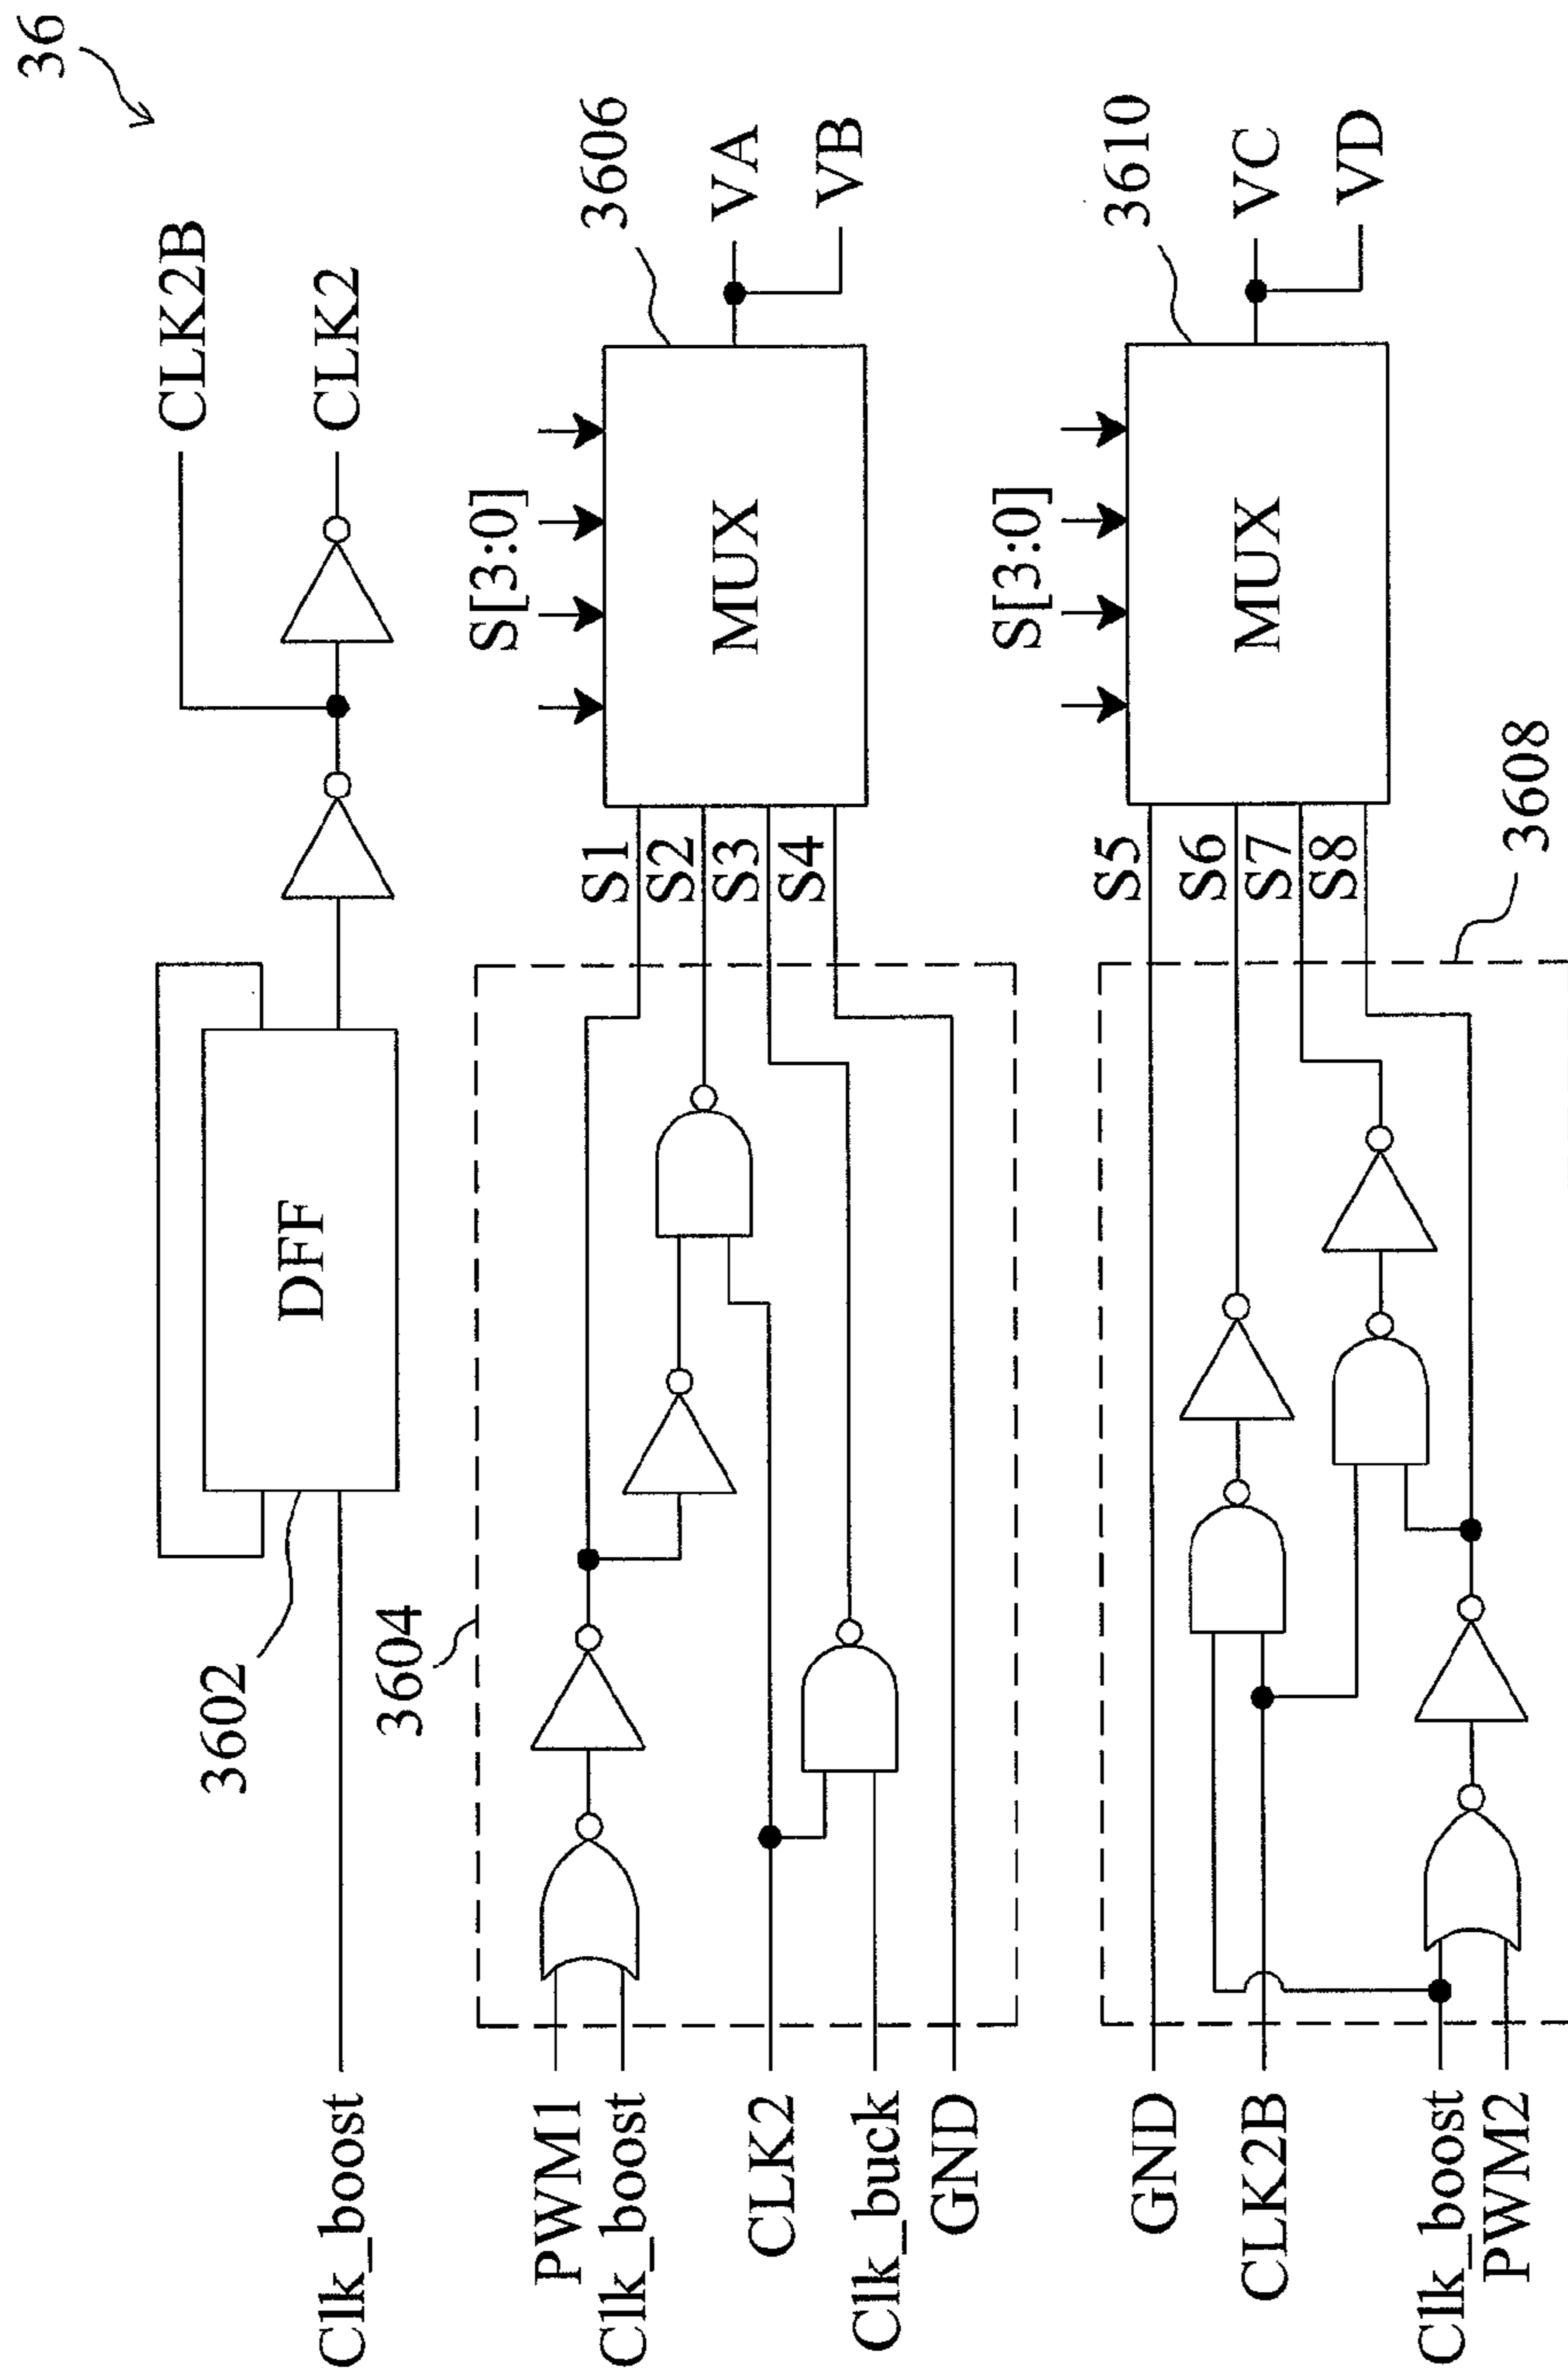 36
CLK2B
CLK2
DFF
3602
Clk_boost
3604
3606
S[3:0]
MUX
VA
VB
S1
S2
S3
S4
PWM1
Clk_boost
CLK2
Clk_buck
GND
3610
S[3:0]
MUX
VC
VD
S5
S6
S7
S8
3608
GND
CLK2B
Clk_boost
PWM2